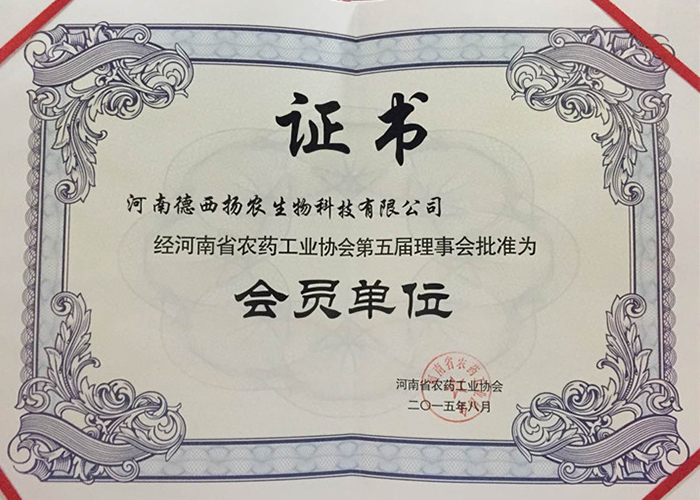 证书
河南德西扬农生物科技有限公司
经河南省农药工业协会第五届理事会批准为
会员单位
河南省农药工业协会
二〇一五年八月